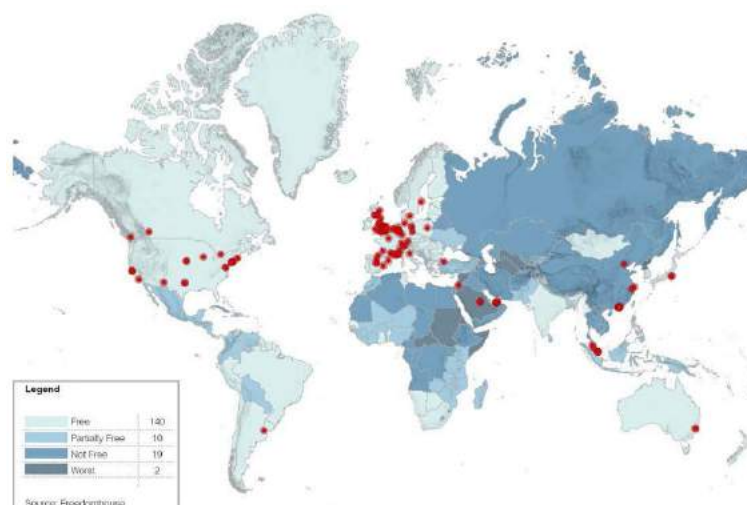 Legend
Free 140
Partially Free 10
Not Free 19
Worst 2
Source: Freedomhouse